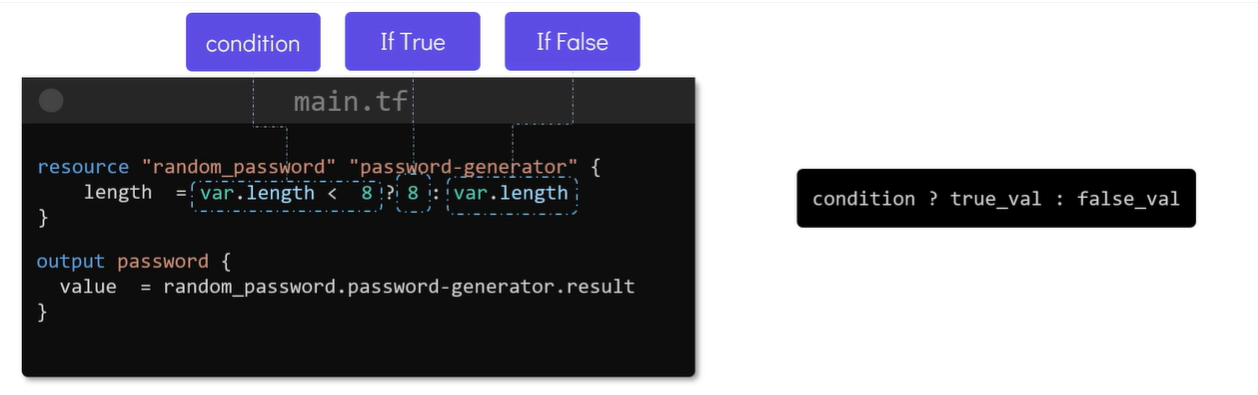 condition
If True
If False
main.tf
resource "random_password" "password-generator" {
    length  = var.length <  8 ? 8 : var.length
}
output password {
  value  = random_password.password-generator.result
}
condition ? true_val : false_val